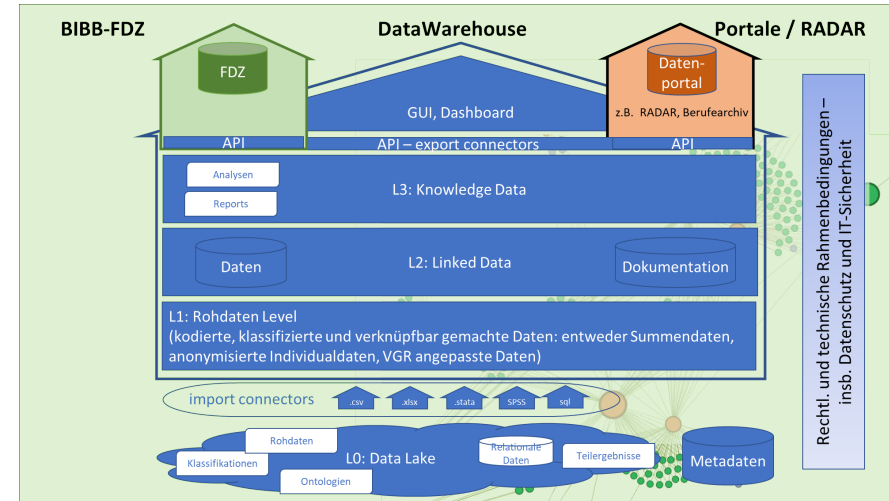 BIBB-FDZ
DataWarehouse
Portale / RADAR
FDZ
Daten-
portal
GUI, Dashboard
z.B. RADAR, Berufearchiv
API
API – export connectors
API
Analysen
Reports
L3: Knowledge Data
Daten
L2: Linked Data
Dokumentation
L1: Rohdaten Level
(kodierte, klassifizierte und verknüpfbar gemachte Daten: entweder Summendaten,
anonymisierte Individualdaten, VGR angepasste Daten)
import connectors
.csv
.xlsx
.stata
SPSS
sql
Rohdaten
Klassifikationen
L0: Data Lake
Ontologien
Relationale
Daten
Teilergebnisse
Metadaten
Rechtl. und technische Rahmenbedingungen –
insb. Datenschutz und IT-Sicherheit